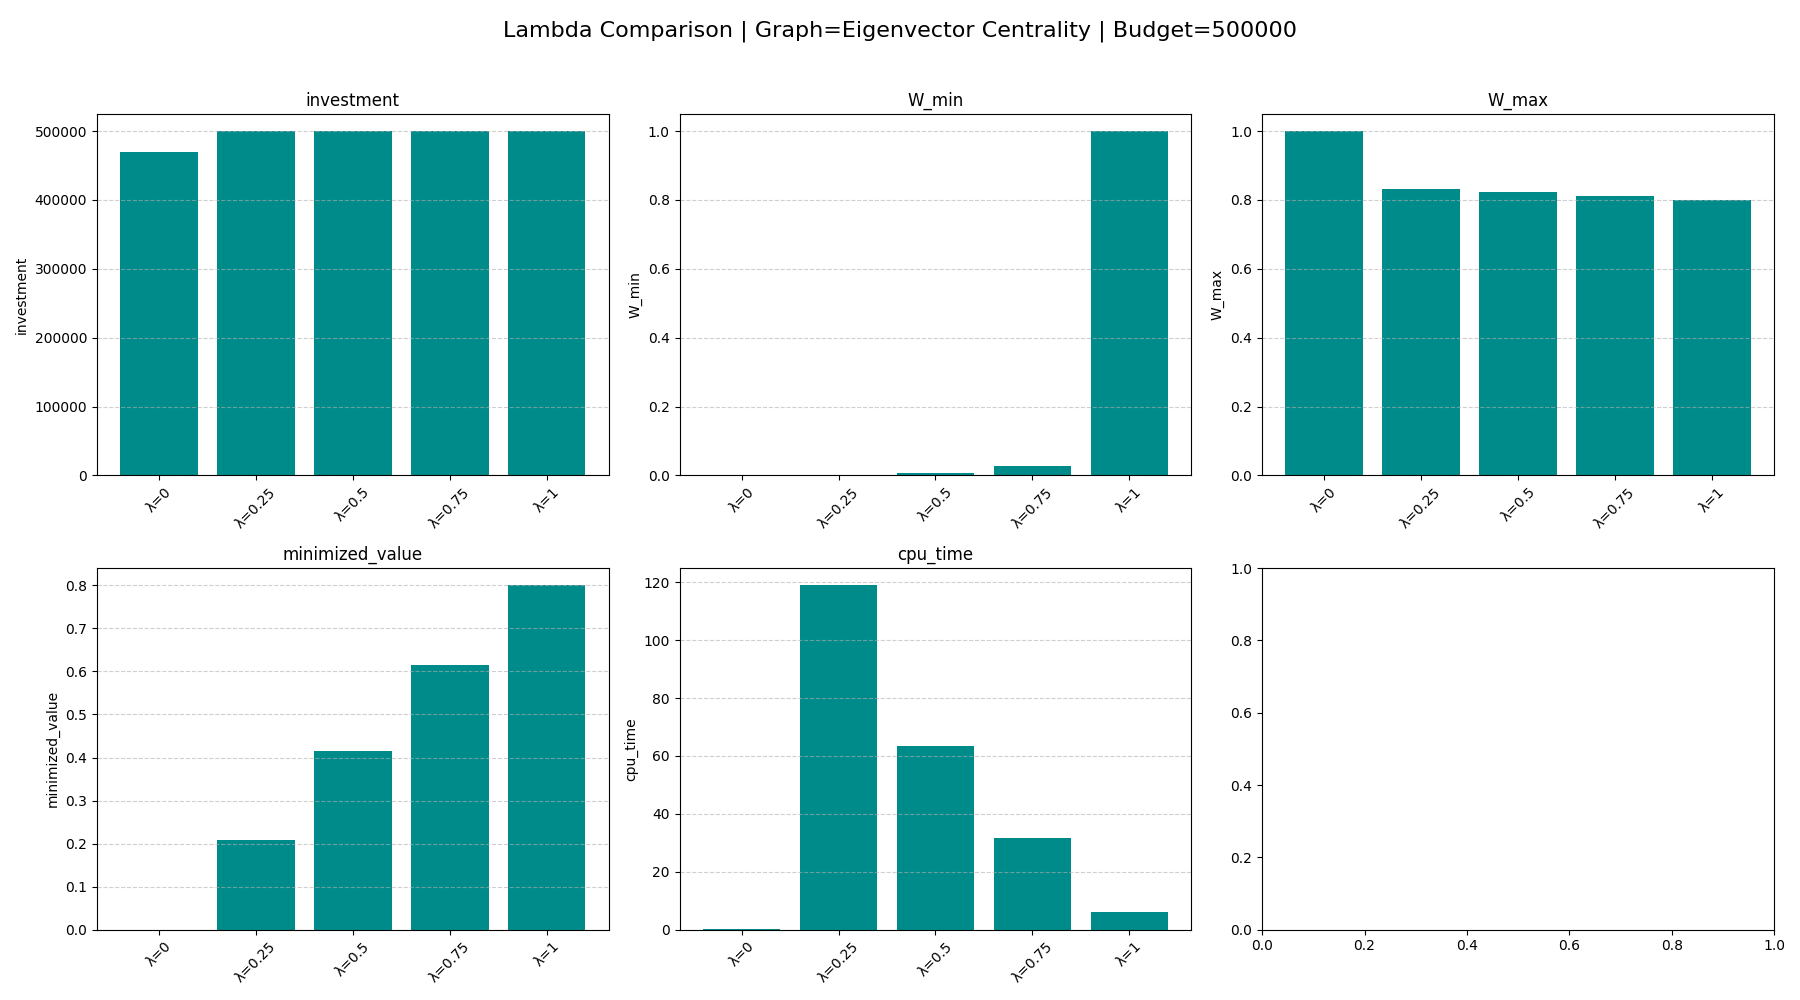 Lambda Comparison | Graph=Eigenvector Centrality | Budget=500000
investment
500000
400000
300000
200000
100000
0
investment
λ=0
λ=0.25
λ=0.5
λ=0.75
λ=1
W_min
1.0
0.8
0.6
0.4
0.2
0.0
W_min
λ=0
λ=0.25
λ=0.5
λ=0.75
λ=1
W_max
1.0
0.8
0.6
0.4
0.2
0.0
W_max
λ=0
λ=0.25
λ=0.5
λ=0.75
λ=1
minimized_value
0.8
0.7
0.6
0.5
0.4
0.3
0.2
0.1
0.0
minimized_value
λ=0
λ=0.25
λ=0.5
λ=0.75
λ=1
cpu_time
120
100
80
60
40
20
0
cpu_time
λ=0
λ=0.25
λ=0.5
λ=0.75
λ=1
1.0
0.8
0.6
0.4
0.2
0.0
0.0 0.2 0.4 0.6 0.8 1.0